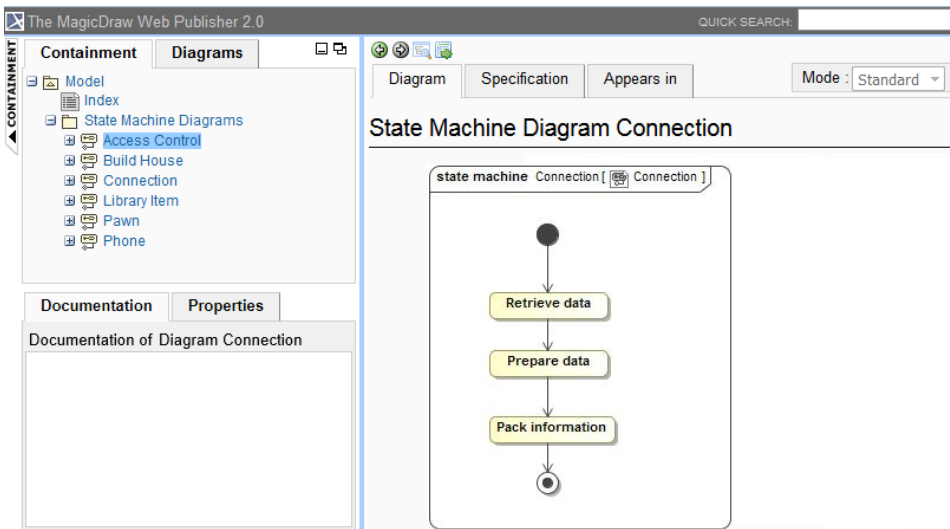 The MagicDraw Web Publisher 2.0
QUICK SEARCH:
CONTAINMENT
Containment
Diagrams
Model
Index
State Machine Diagrams
Access Control
Build House
Connection
Library Item
Pawn
Phone
Documentation
Properties
Documentation of Diagram Connection
Diagram
Specification
Appears in
Mode : Standard
State Machine Diagram Connection
state machine Connection [ Connection ]
Retrieve data
Prepare data
Pack information